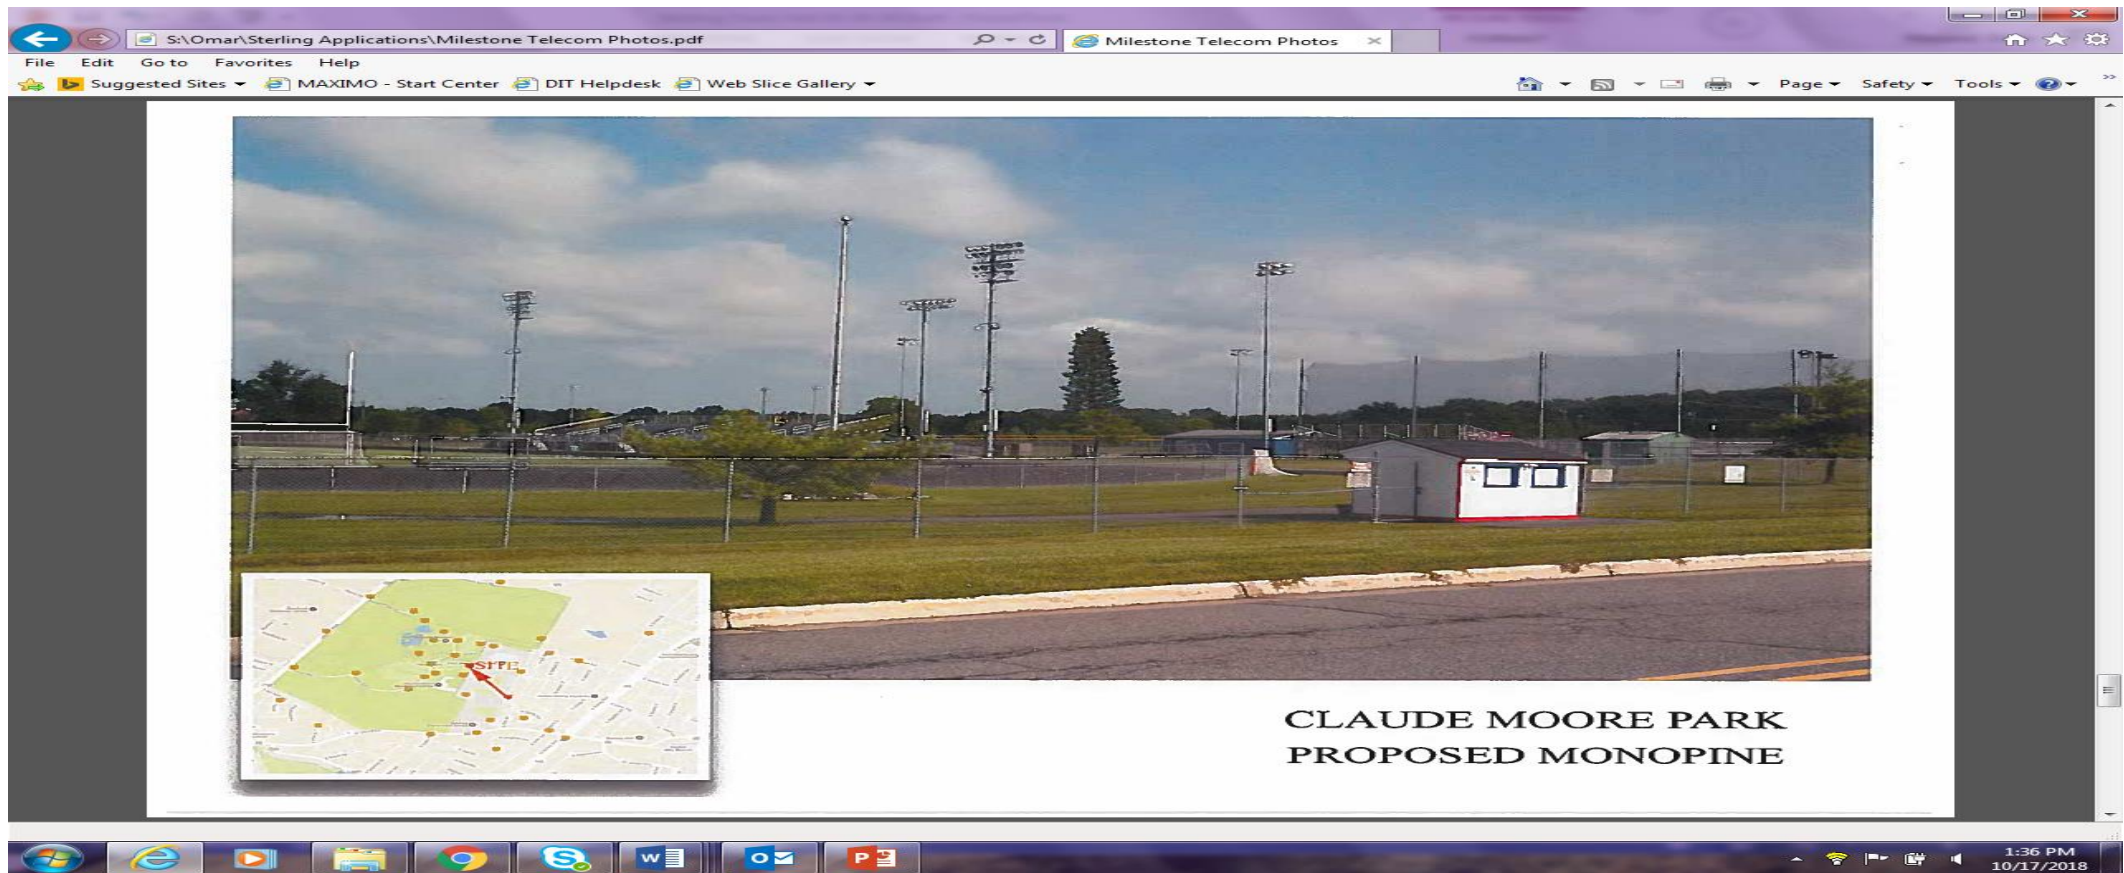 S:\Omar\Sterling Applications\Milestone Telecom Photos.pdf
Milestone Telecom Photos
File Edit Go to Favorites Help
Suggested Sites MAXIMO - Start Center DIT Helpdesk Web Slice Gallery
Page Safety Tools
SITE
CLAUDE MOORE PARK
PROPOSED MONOPINE
1:36 PM
10/17/2018